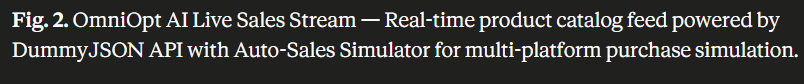 Fig. 2. OmniOpt AI Live Sales Stream — Real-time product catalog feed powered by
DummyJSON API with Auto-Sales Simulator for multi-platform purchase simulation.